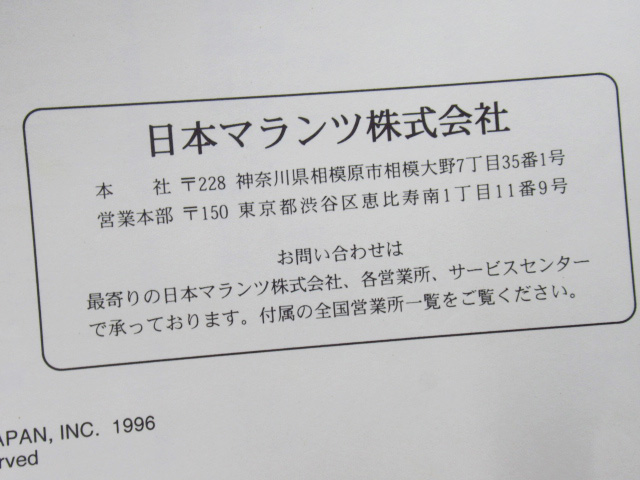 日本マランツ株式会社
本　　社 〒228 神奈川県相模原市相模大野7丁目35番1号
営業本部 〒150 東京都渋谷区恵比寿南1丁目11番9号
お問い合わせは
最寄りの日本マランツ株式会社、各営業所、サービスセンター
で承っております。付属の全国営業所一覧をご覧ください。
APAN, INC. 1996
rved